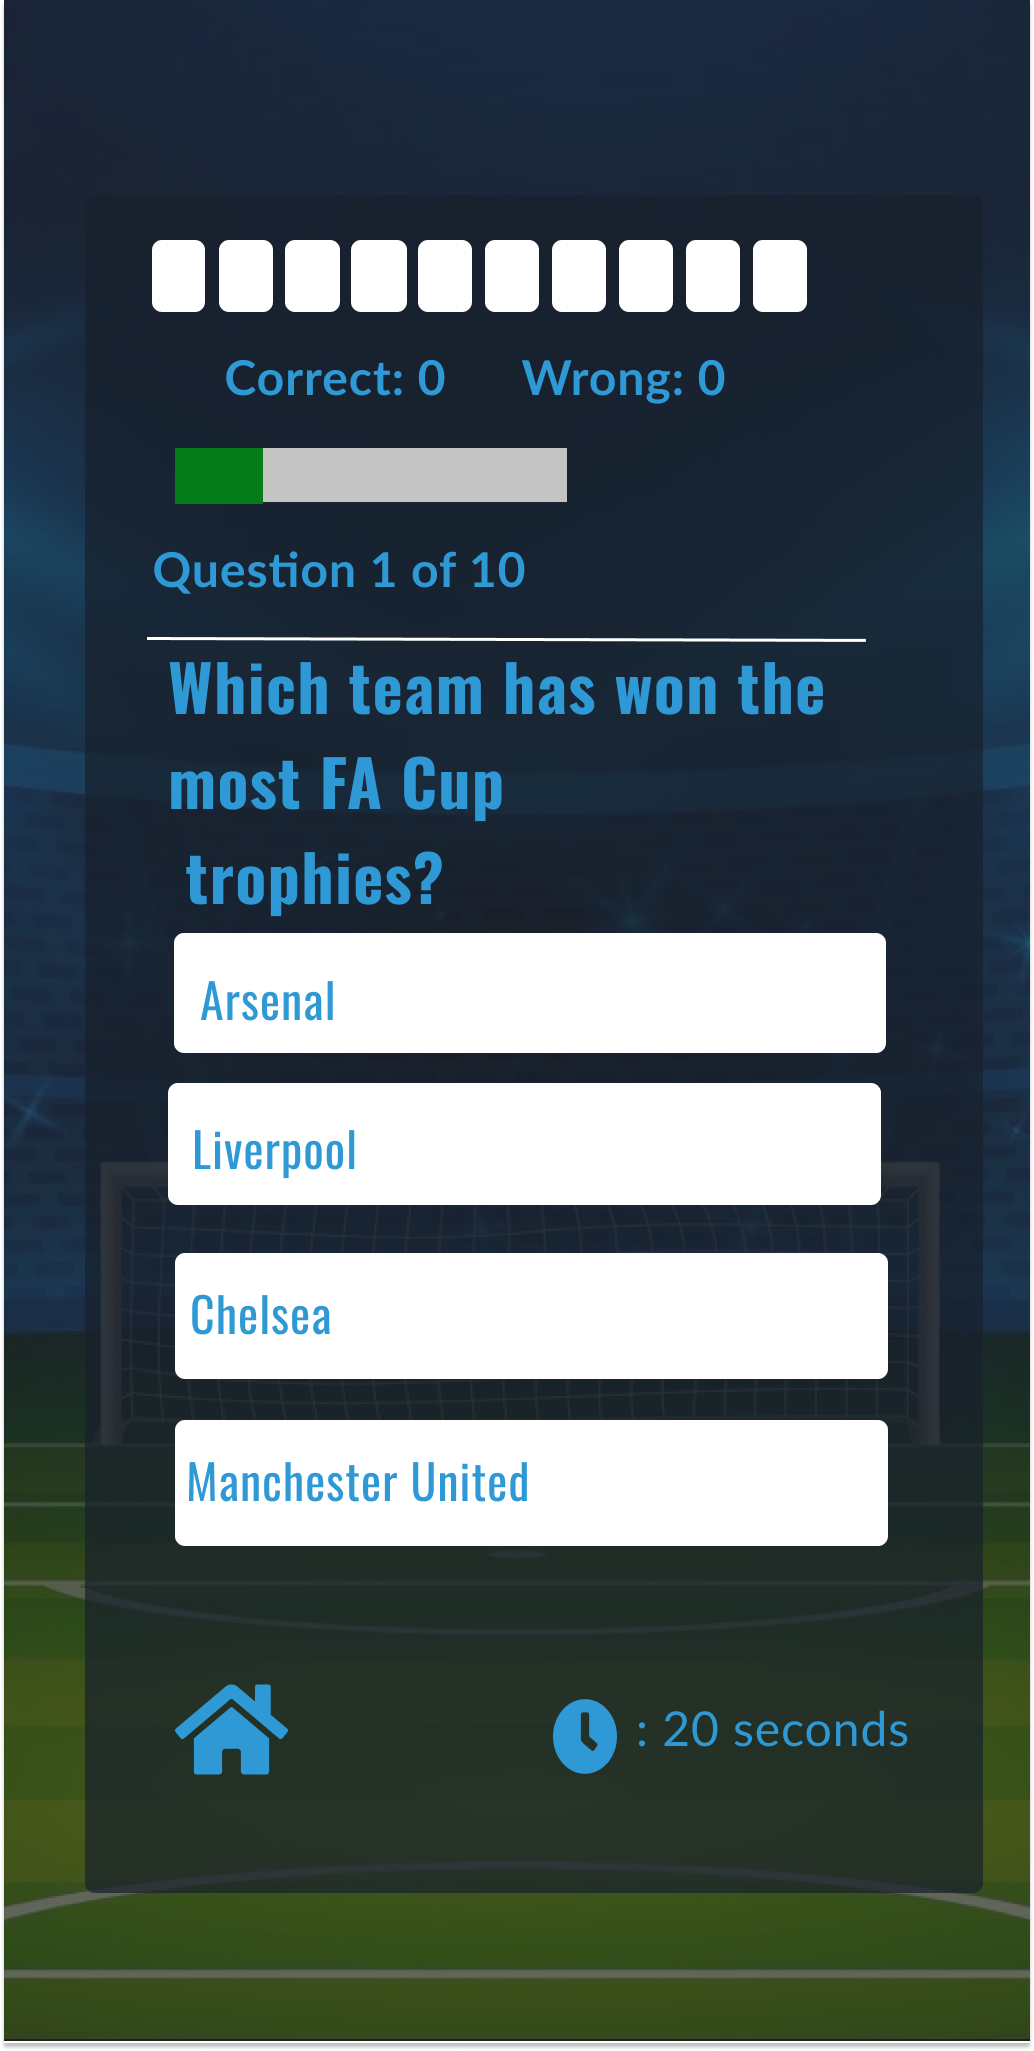 Correct: 0 Wrong: 0
Question 1 of 10
Which team has won the
most FA Cup
trophies?
Arsenal
Liverpool
Chelsea
Manchester United
: 20 seconds